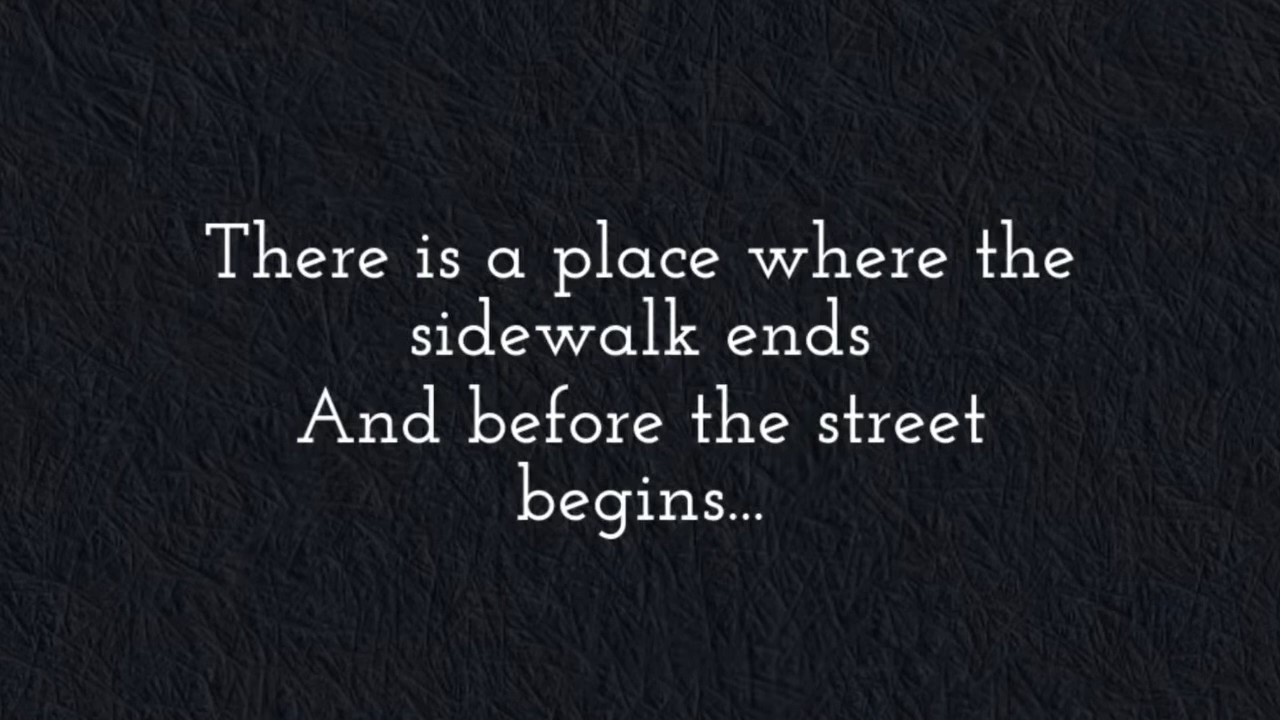 There is a place where the
sidewalk ends
And before the street
begins...